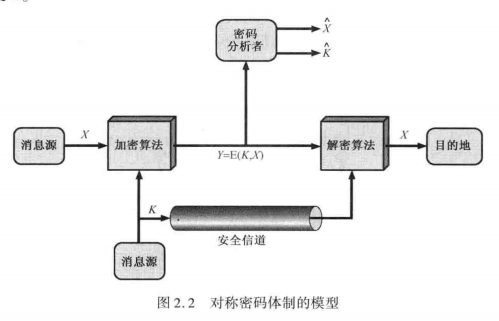 密码
分析者
X̂
K̂
消息源
X
加密算法
Y=E(K,X)
解密算法
X
目的地
K
安全信道
消息源
图 2.2 对称密码体制的模型